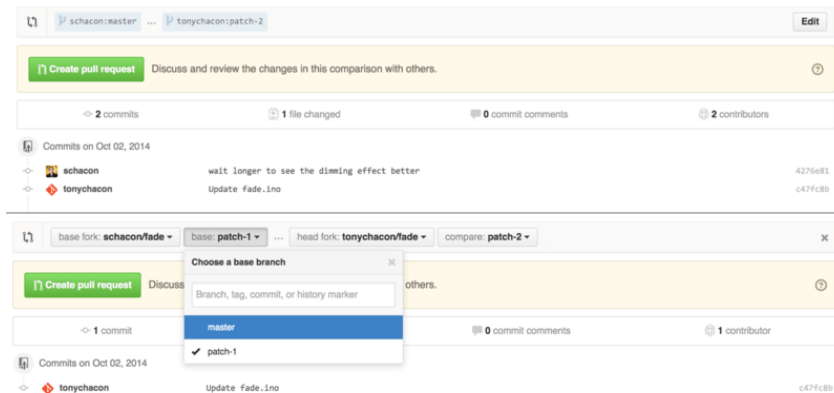 schacon:master ... tonychacon:patch-2 Edit
Create pull request Discuss and review the changes in this comparison with others.
2 commits 1 file changed 0 commit comments 2 contributors
Commits on Oct 02, 2014
schacon wait longer to see the dimming effect better 4276e81
tonychacon Update fade.ino c47fc8b
base fork: schacon/fade base: patch-1 ... head fork: tonychacon/fade compare: patch-2
Choose a base branch
Create pull request Discuss others.
Branch, tag, commit, or history marker
1 commit master 0 commit comments 1 contributor
patch-1
Commits on Oct 02, 2014
tonychacon Update fade.ino c47fc8b